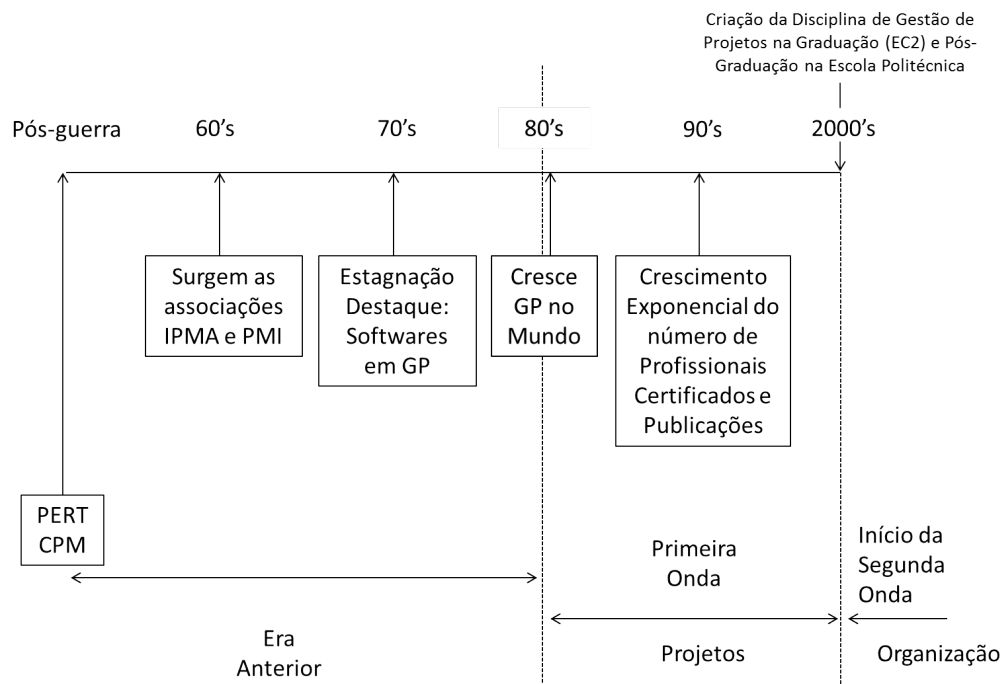 Criação da Disciplina de Gestão de
Projetos na Graduação (EC2) e Pós-
Graduação na Escola Politécnica
Pós-guerra
60's
70's
80's
90's
2000's
Surgem as
associações
IPMA e PMI
Estagnação
Destaque:
Softwares
em GP
Cresce
GP no
Mundo
Crescimento
Exponencial do
número de
Profissionais
Certificados e
Publicações
PERT
CPM
Era
Anterior
Primeira
Onda
Projetos
Início da
Segunda
Onda
Organização